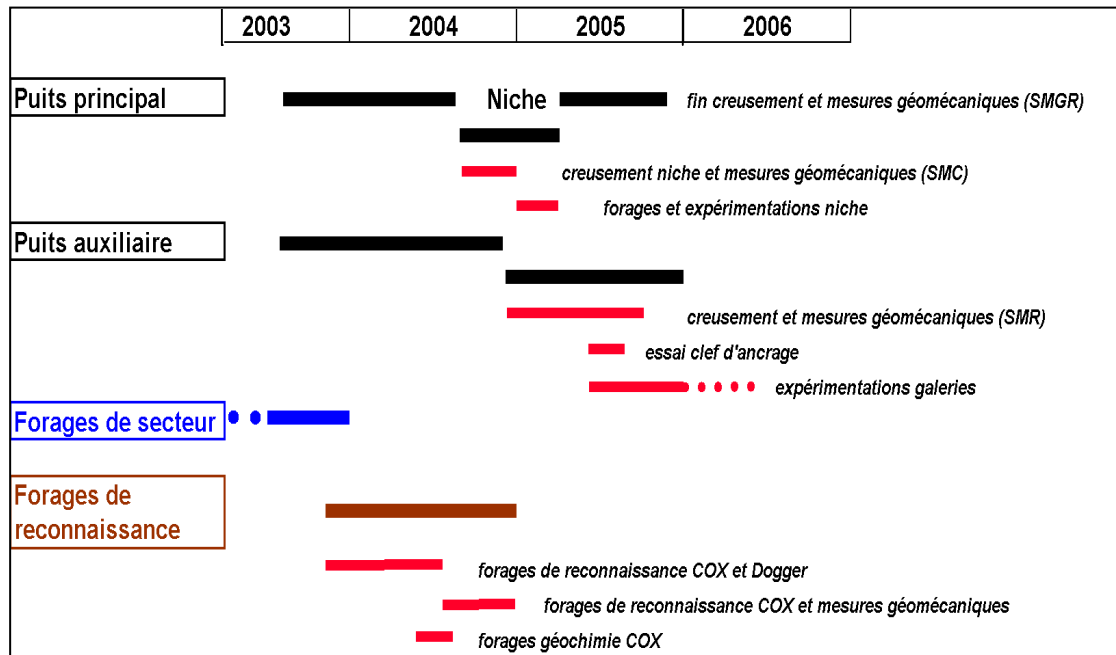 2003 2004 2005 2006
Puits principal
Niche
fin creusement et mesures géomécaniques (SMGR)
creusement niche et mesures géomécaniques (SMC)
forages et expérimentations niche
Puits auxiliaire
creusement et mesures géomécaniques (SMR)
essai clef d'ancrage
expérimentations galeries
Forages de secteur
Forages de
reconnaissance
forages de reconnaissance COX et Dogger
forages de reconnaissance COX et mesures géomécaniques
forages géochimie COX